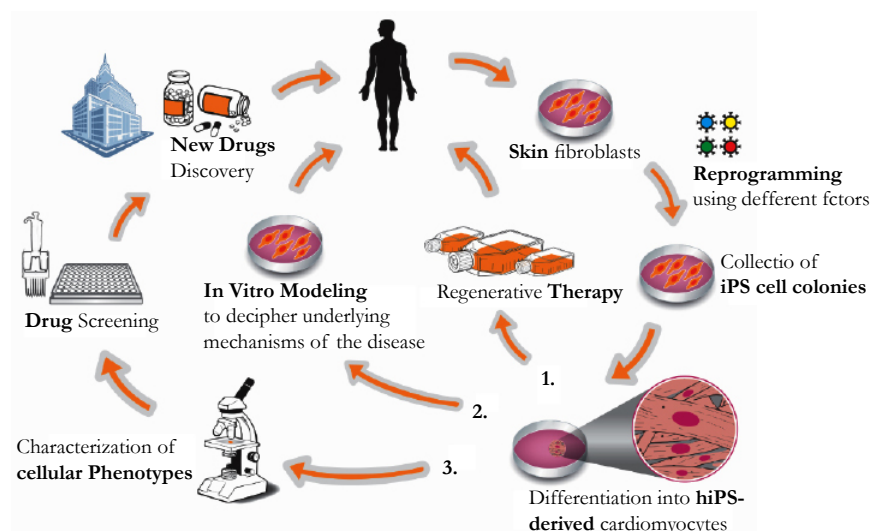 New Drugs
Discovery
Skin fibroblasts
Reprogramming
using defferent fctors
Collectio of
iPS cell colonies
In Vitro Modeling
to decipher underlying
mechanisms of the disease
Regenerative Therapy
Drug Screening
1.
2.
3.
Characterization of
cellular Phenotypes
Differentiation into hiPS-
derived cardiomyocytes